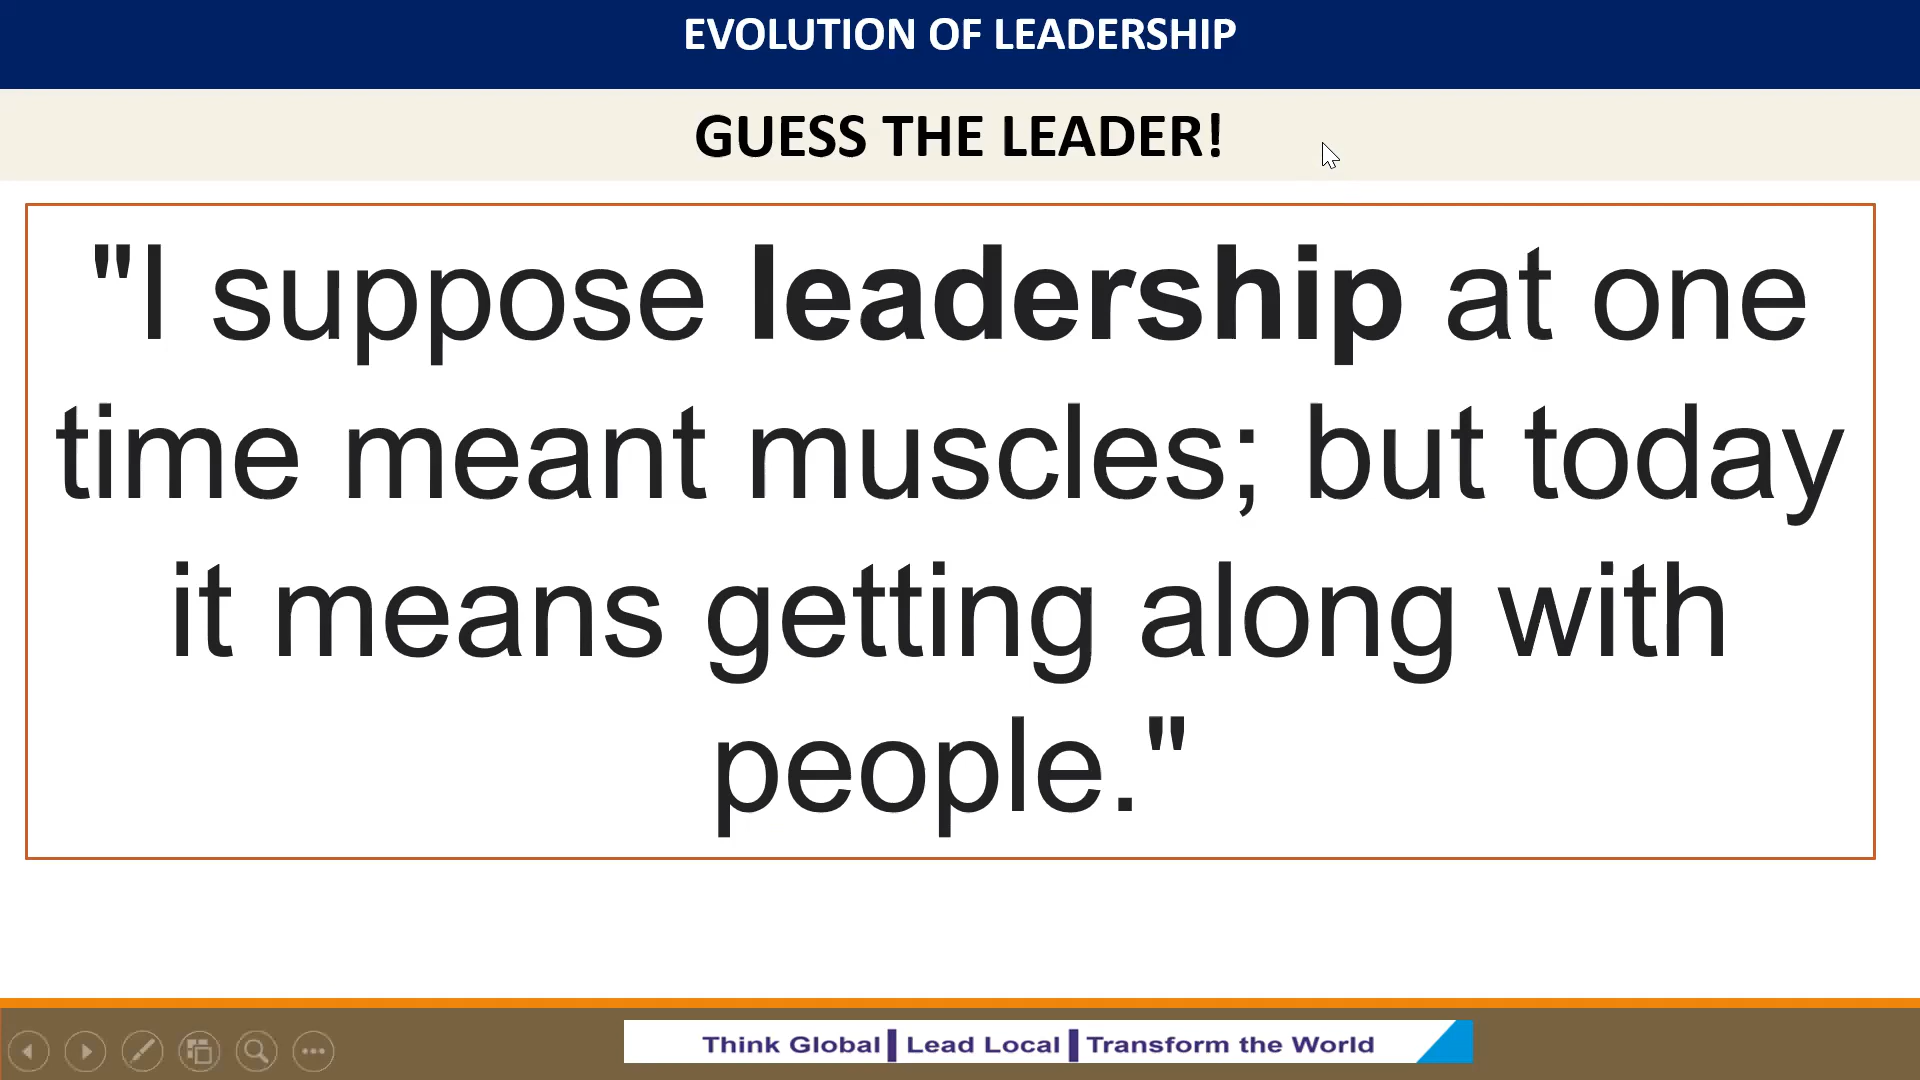 EVOLUTION OF LEADERSHIP
GUESS THE LEADER!
"I suppose leadership at one
time meant muscles; but today
it means getting along with
people."
Think Global | Lead Local | Transform the World